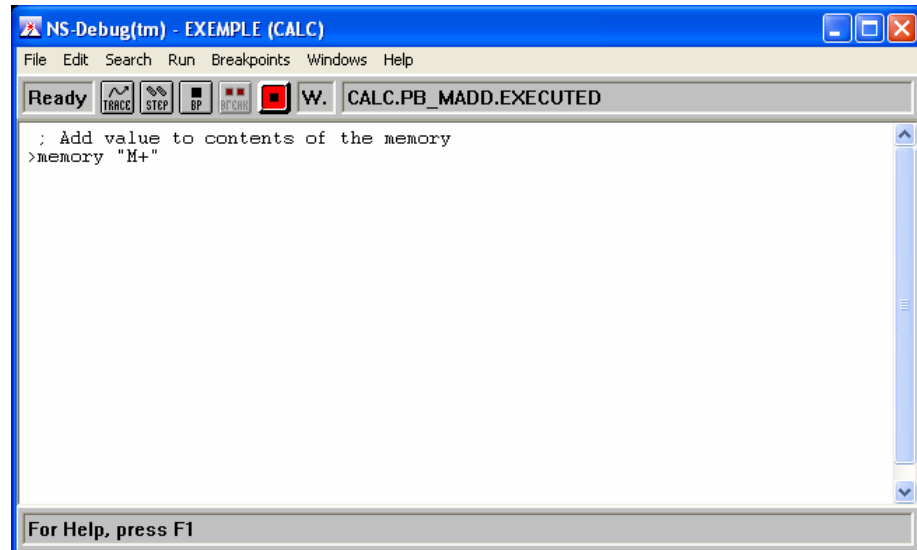 NS-Debug(tm) - EXEMPLE (CALC)
File Edit Search Run Breakpoints Windows Help
Ready TRACE STEP BP BREAK W. CALC.PB_MADD.EXECUTED
; Add value to contents of the memory
>memory "M+"
For Help, press F1